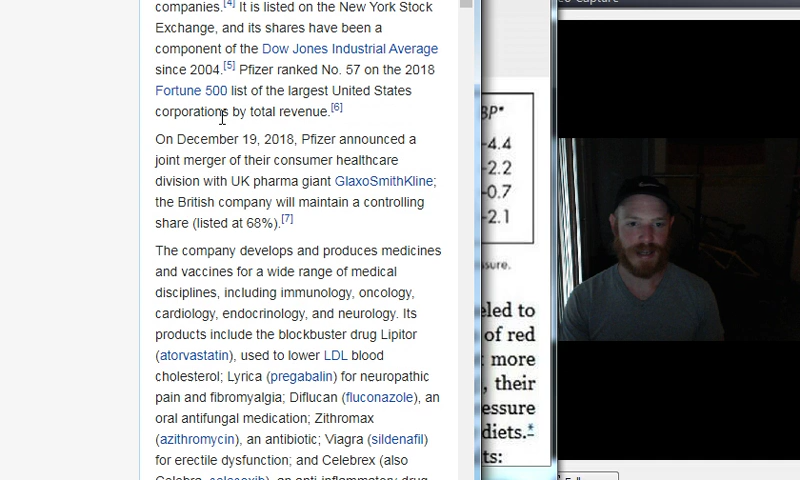 companies.[4] It is listed on the New York Stock
Exchange, and its shares have been a
component of the Dow Jones Industrial Average
since 2004.[5] Pfizer ranked No. 57 on the 2018
Fortune 500 list of the largest United States
corporations by total revenue.[6]
On December 19, 2018, Pfizer announced a
joint merger of their consumer healthcare
division with UK pharma giant GlaxoSmithKline;
the British company will maintain a controlling
share (listed at 68%).[7]
The company develops and produces medicines
and vaccines for a wide range of medical
disciplines, including immunology, oncology,
cardiology, endocrinology, and neurology. Its
products include the blockbuster drug Lipitor
(atorvastatin), used to lower LDL blood
cholesterol; Lyrica (pregabalin) for neuropathic
pain and fibromyalgia; Diflucan (fluconazole), an
oral antifungal medication; Zithromax
(azithromycin), an antibiotic; Viagra (sildenafil)
for erectile dysfunction; and Celebrex (also
Celebra, celecoxib), an anti-inflammatory drug
BP*
-4.4
-2.2
-0.7
-2.1
sure.
eled to
of red
more
, their
essure
diets.*
ts: